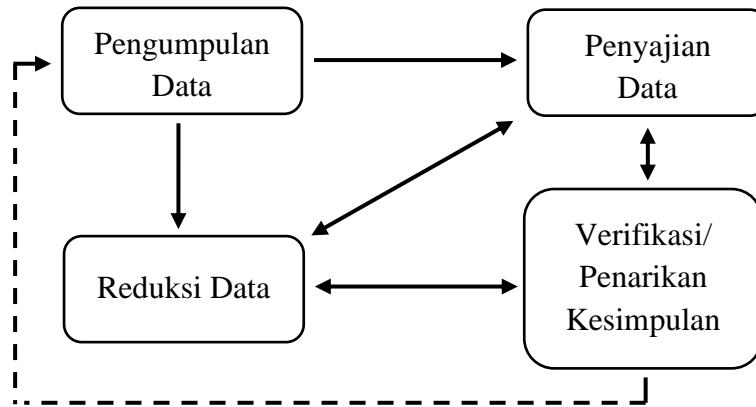 Pengumpulan
Data
Penyajian
Data
Reduksi Data
Verifikasi/
Penarikan
Kesimpulan